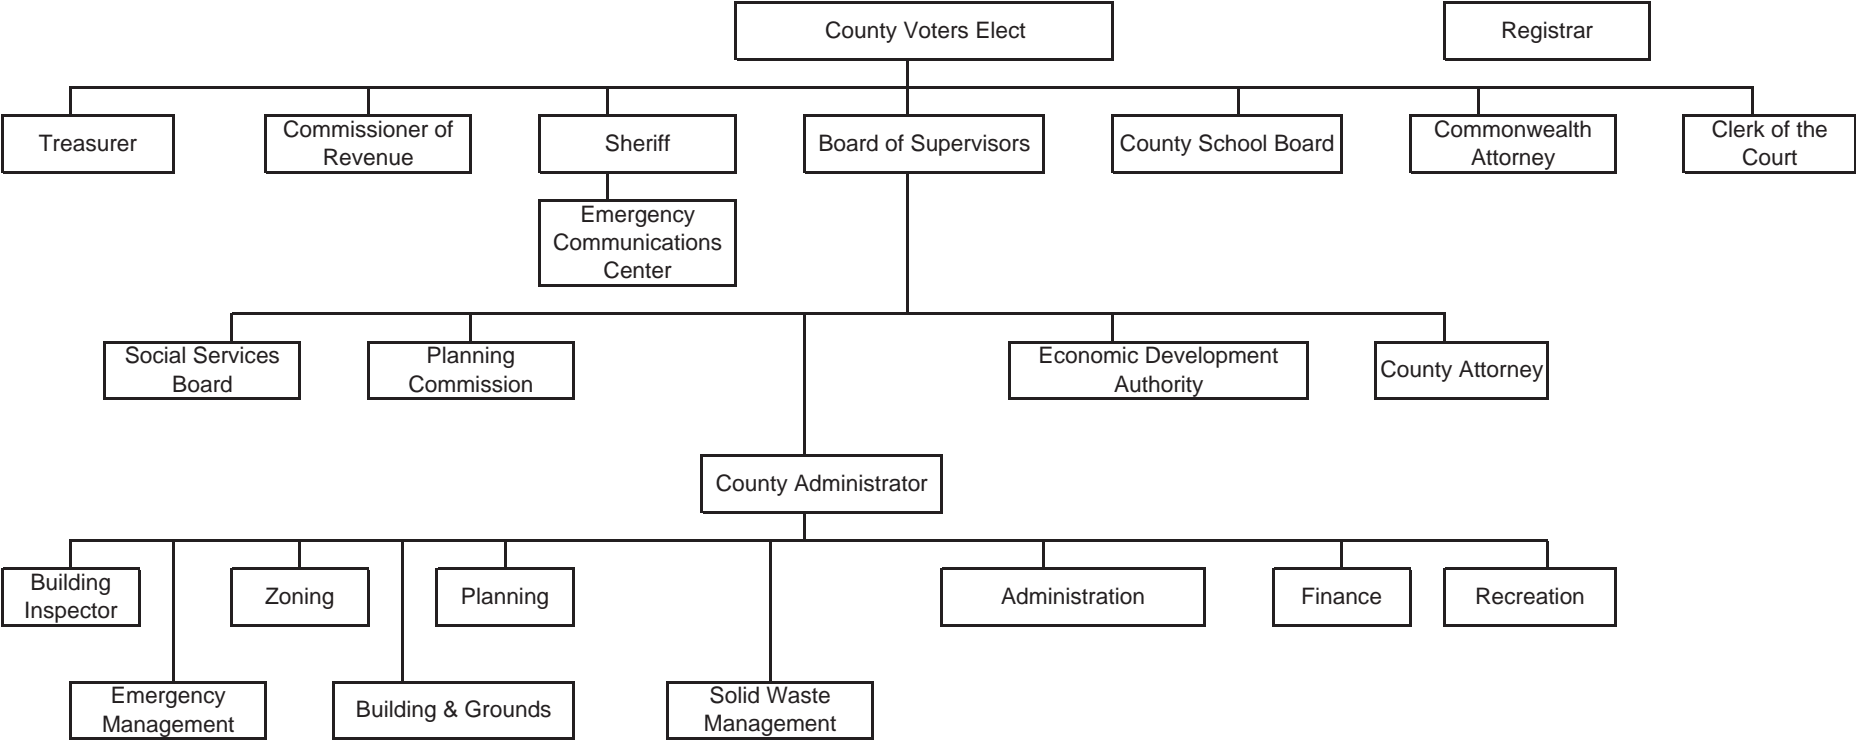 County Voters Elect
Registrar
Treasurer
Commissioner of
Revenue
Sheriff
Board of Supervisors
County School Board
Commonwealth
Attorney
Clerk of the
Court
Emergency
Communications
Center
Social Services
Board
Planning
Commission
Economic Development
Authority
County Attorney
County Administrator
Building
Inspector
Zoning
Planning
Administration
Finance
Recreation
Emergency
Management
Building & Grounds
Solid Waste
Management